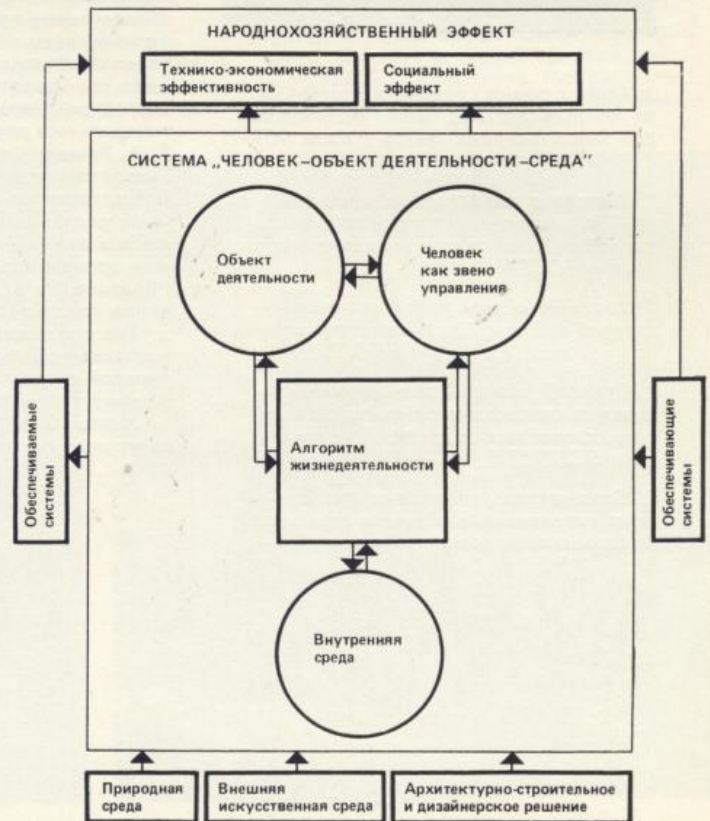 НАРОДНОХОЗЯЙСТВЕННЫЙ ЭФФЕКТ
Технико-экономическая
эффективность
Социальный
эффект
СИСТЕМА „ЧЕЛОВЕК–ОБЪЕКТ ДЕЯТЕЛЬНОСТИ–СРЕДА"
Объект
деятельности
Человек
как звено
управления
Обеспечиваемые
системы
Алгоритм
жизнедеятельности
Обеспечивающие
системы
Внутренняя
среда
Природная
среда
Внешняя
искусственная среда
Архитектурно-строительное
и дизайнерское решение